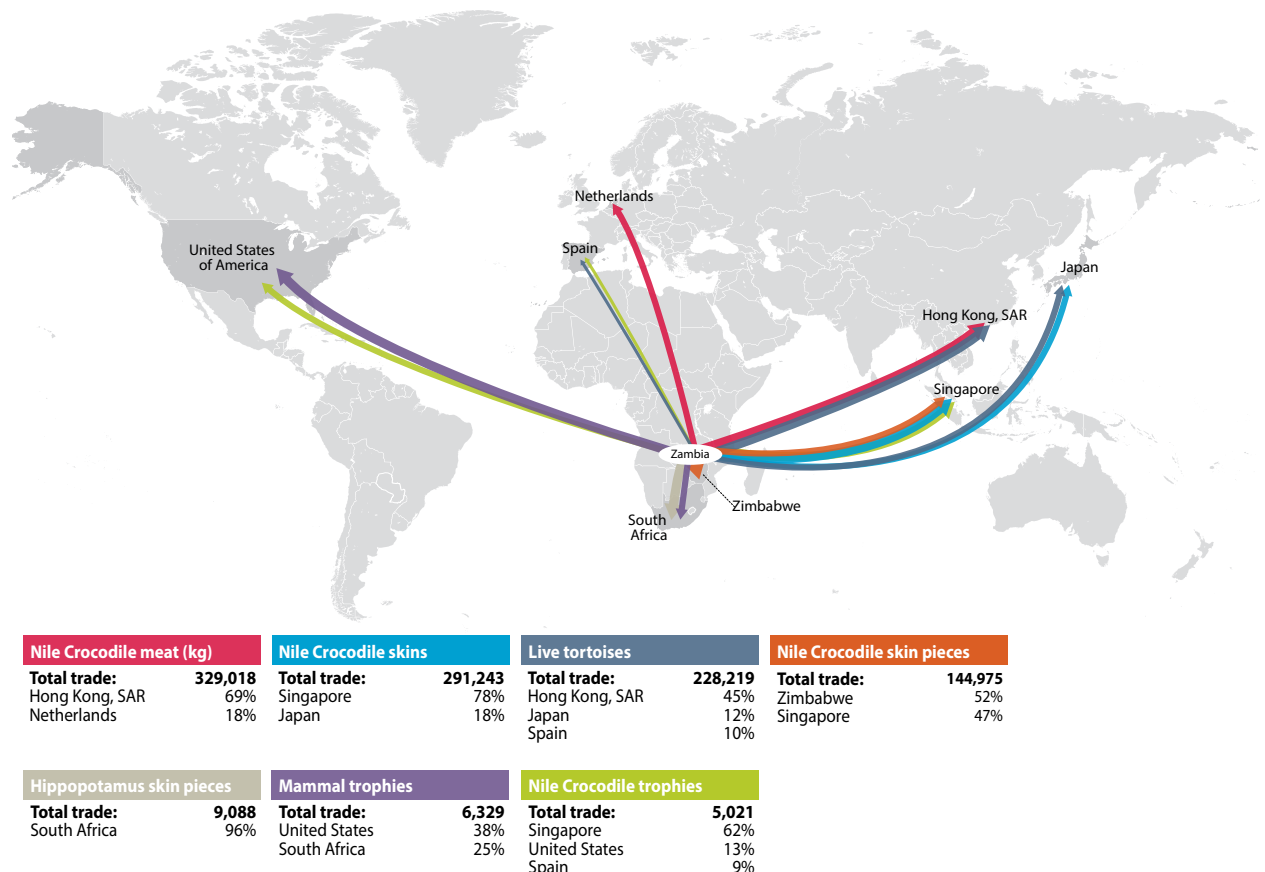 Netherlands
Spain
United States
of America
Japan
Hong Kong, SAR
Singapore
Zambia
Zimbabwe
South
Africa
Nile Crocodile meat (kg)
Total trade: 329,018
Hong Kong, SAR 69%
Netherlands 18%
Nile Crocodile skins
Total trade: 291,243
Singapore 78%
Japan 18%
Live tortoises
Total trade: 228,219
Hong Kong, SAR 45%
Japan 12%
Spain 10%
Nile Crocodile skin pieces
Total trade: 144,975
Zimbabwe 52%
Singapore 47%
Hippopotamus skin pieces
Total trade: 9,088
South Africa 96%
Mammal trophies
Total trade: 6,329
United States 38%
South Africa 25%
Nile Crocodile trophies
Total trade: 5,021
Singapore 62%
United States 13%
Spain 9%